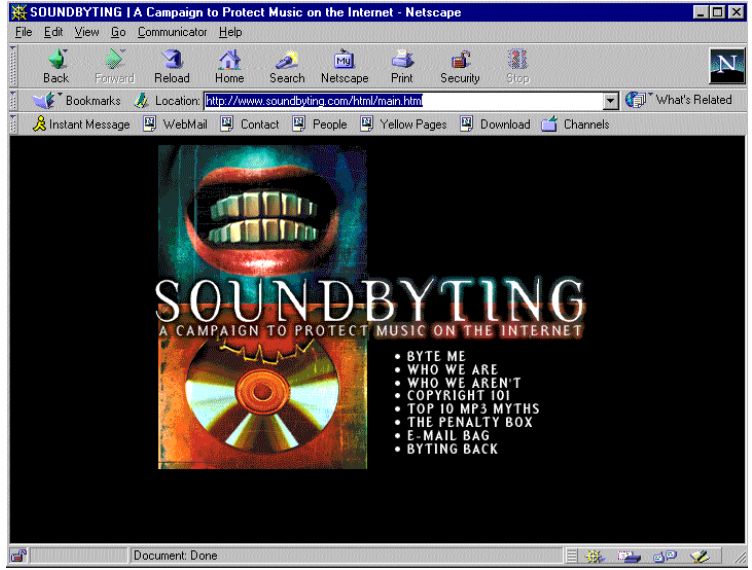 SOUNDBYTING | A Campaign to Protect Music on the Internet - Netscape
File Edit View Go Communicator Help
My
N
Back Forward Reload Home Search Netscape Print Security Stop
Bookmarks Location: http://www.soundbyting.com/html/main.htm What's Related
Instant Message WebMail Contact People Yellow Pages Download Channels
SOUNDBYTING
A CAMPAIGN TO PROTECT MUSIC ON THE INTERNET
• BYTE ME
• WHO WE ARE
• WHO WE AREN'T
• COPYRIGHT 101
• TOP 10 MP3 MYTHS
• THE PENALTY BOX
• E-MAIL BAG
• BYTING BACK
Document: Done